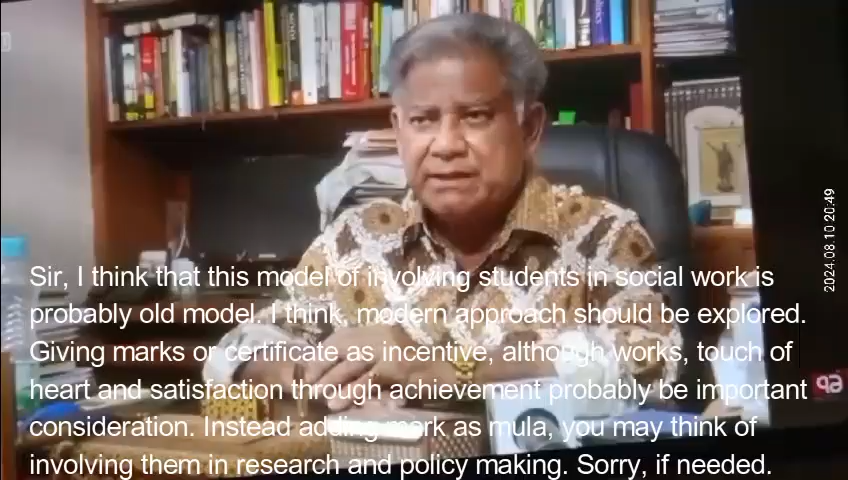 2024.08.10 20:49
Sir, I think that this model of involving students in social work is
probably old model. I think, modern approach should be explored.
Giving marks or certificate as incentive, although works, touch of
heart and satisfaction through achievement probably be important
consideration. Instead adding mark as mula, you may think of
involving them in research and policy making. Sorry, if needed.